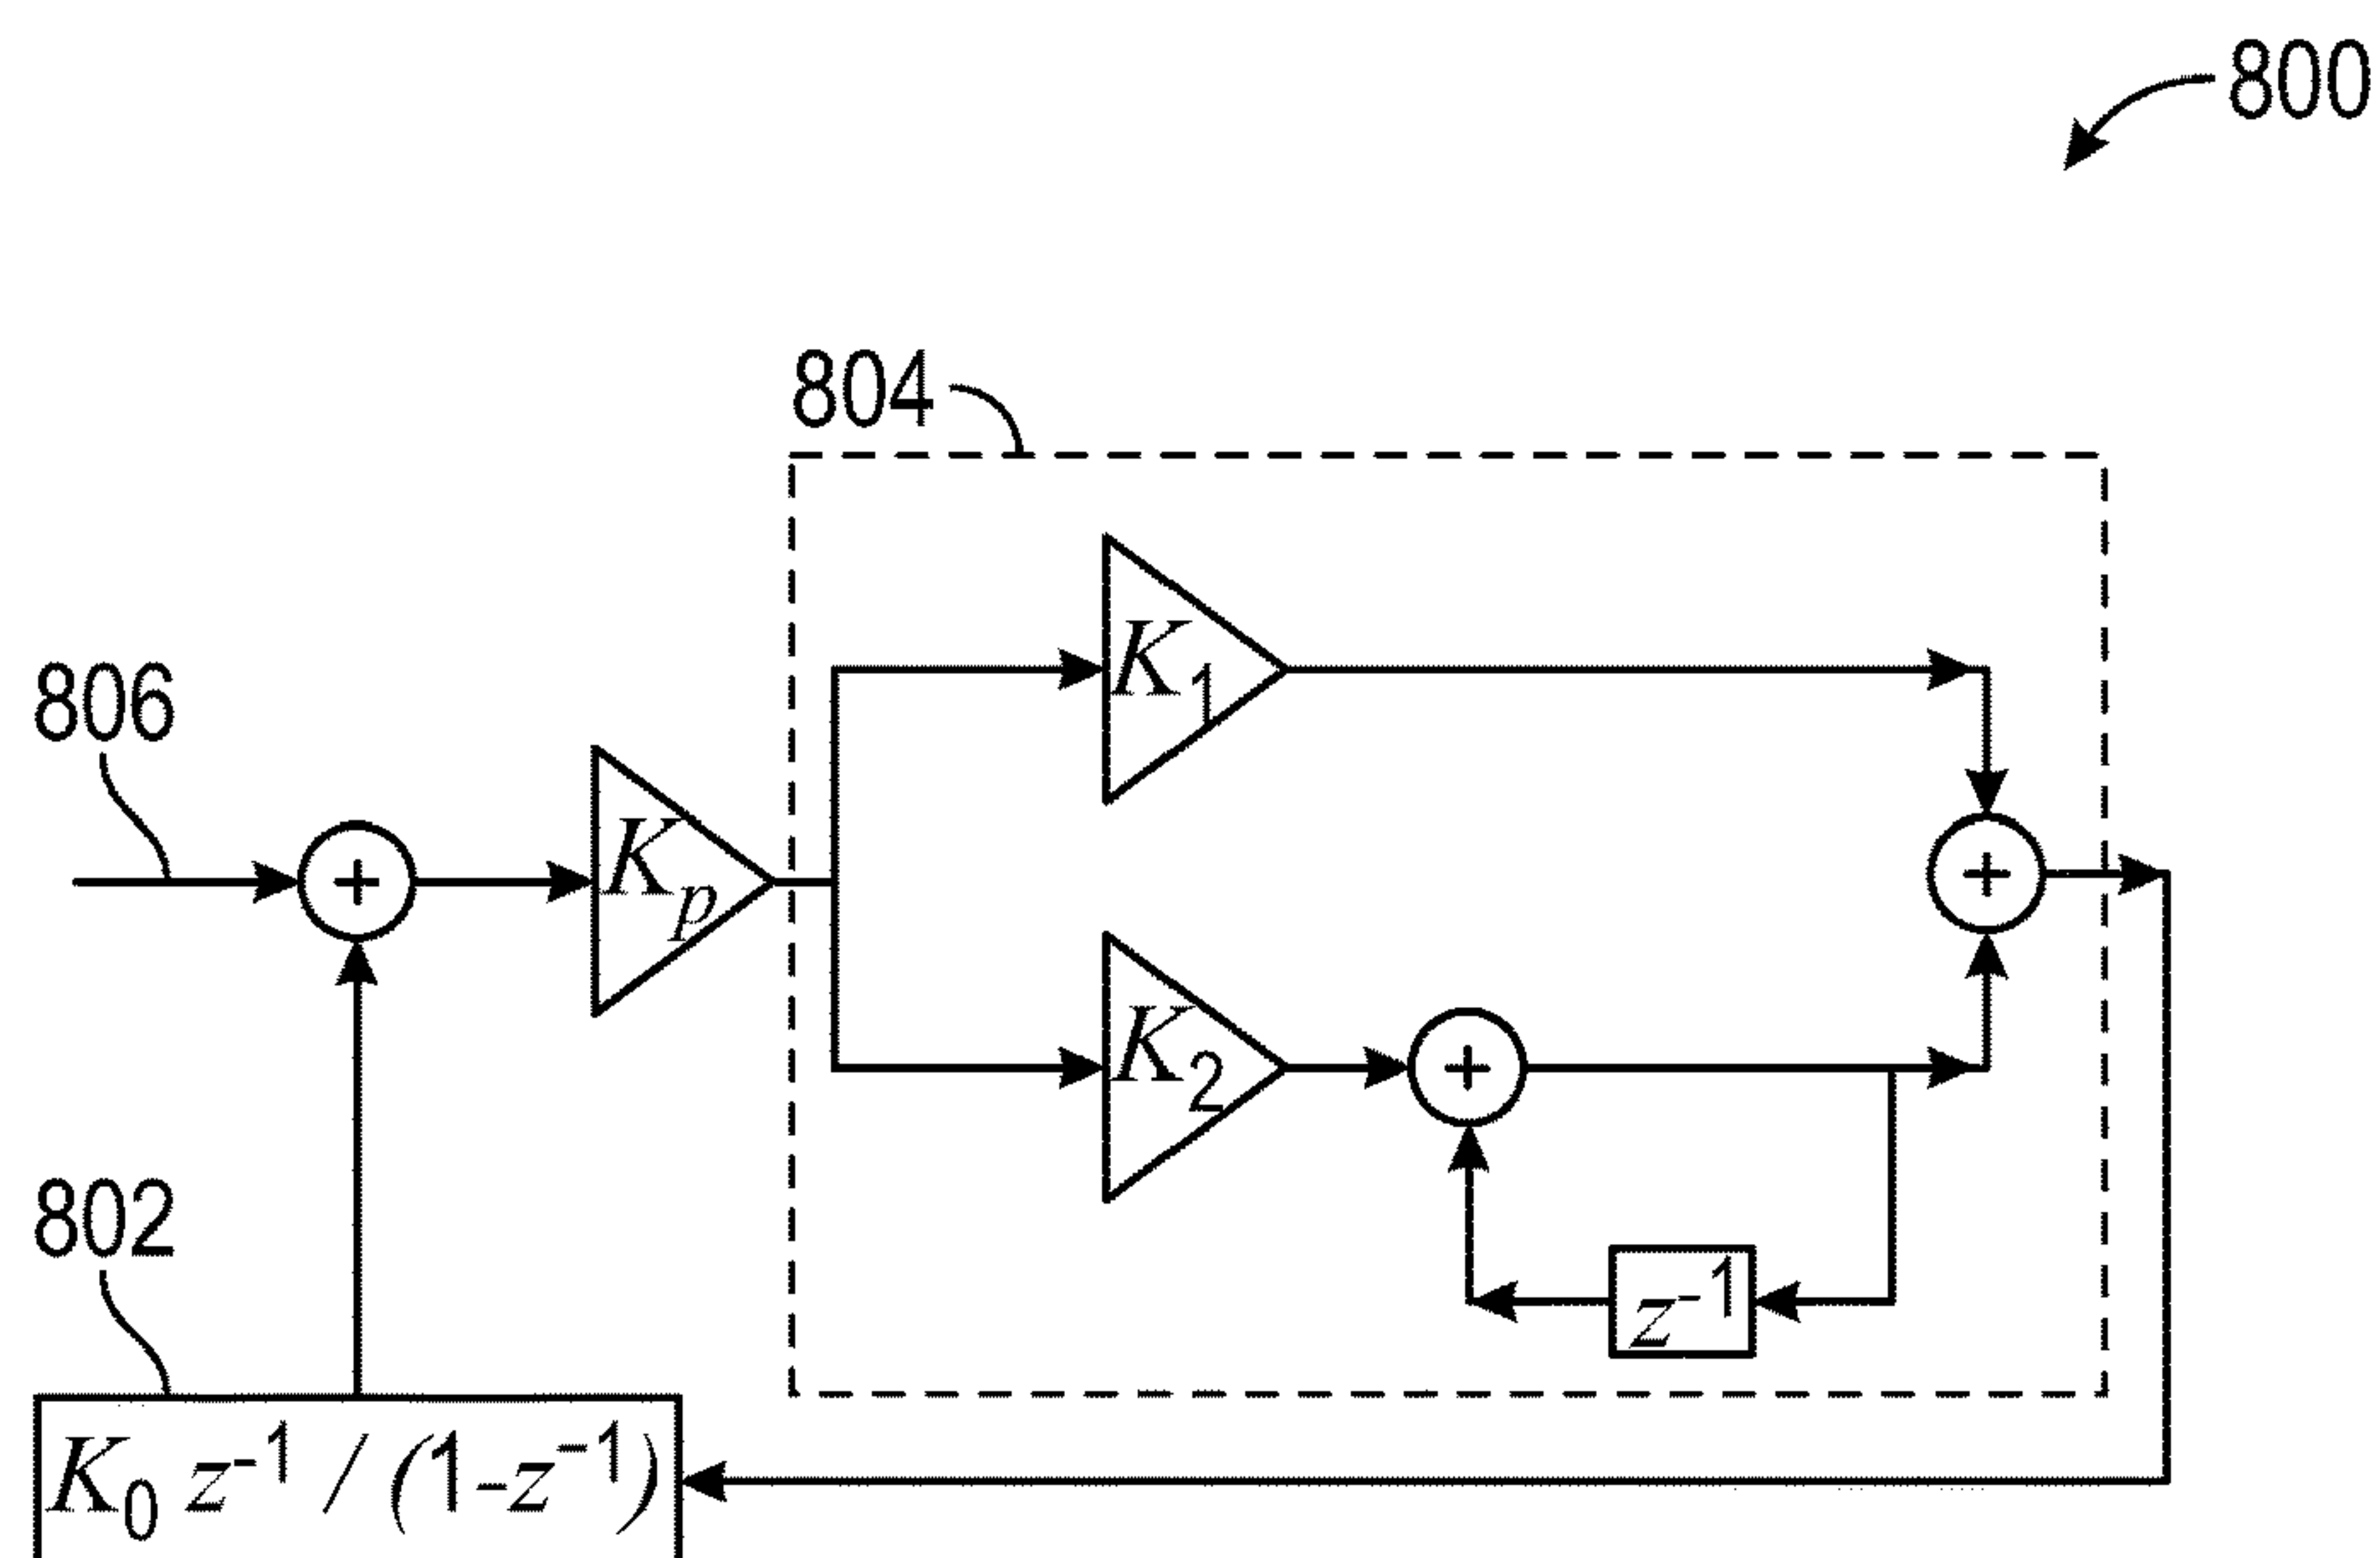 800
804
K1
806
+
Kp
+
K2
+
802
z⁻¹
K0 z⁻¹ / (1-z⁻¹)